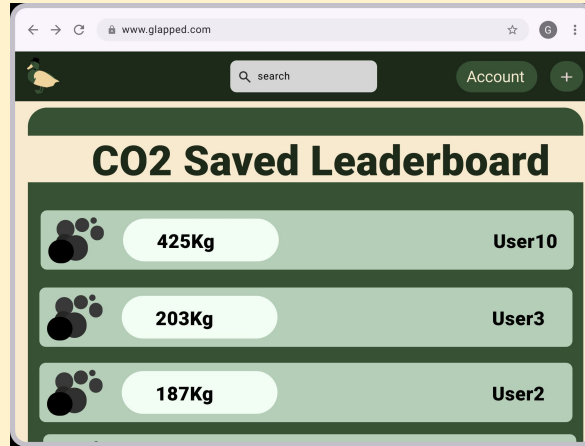 www.glapped.com
G
search
Account +
CO2 Saved Leaderboard
425Kg User10
203Kg User3
187Kg User2